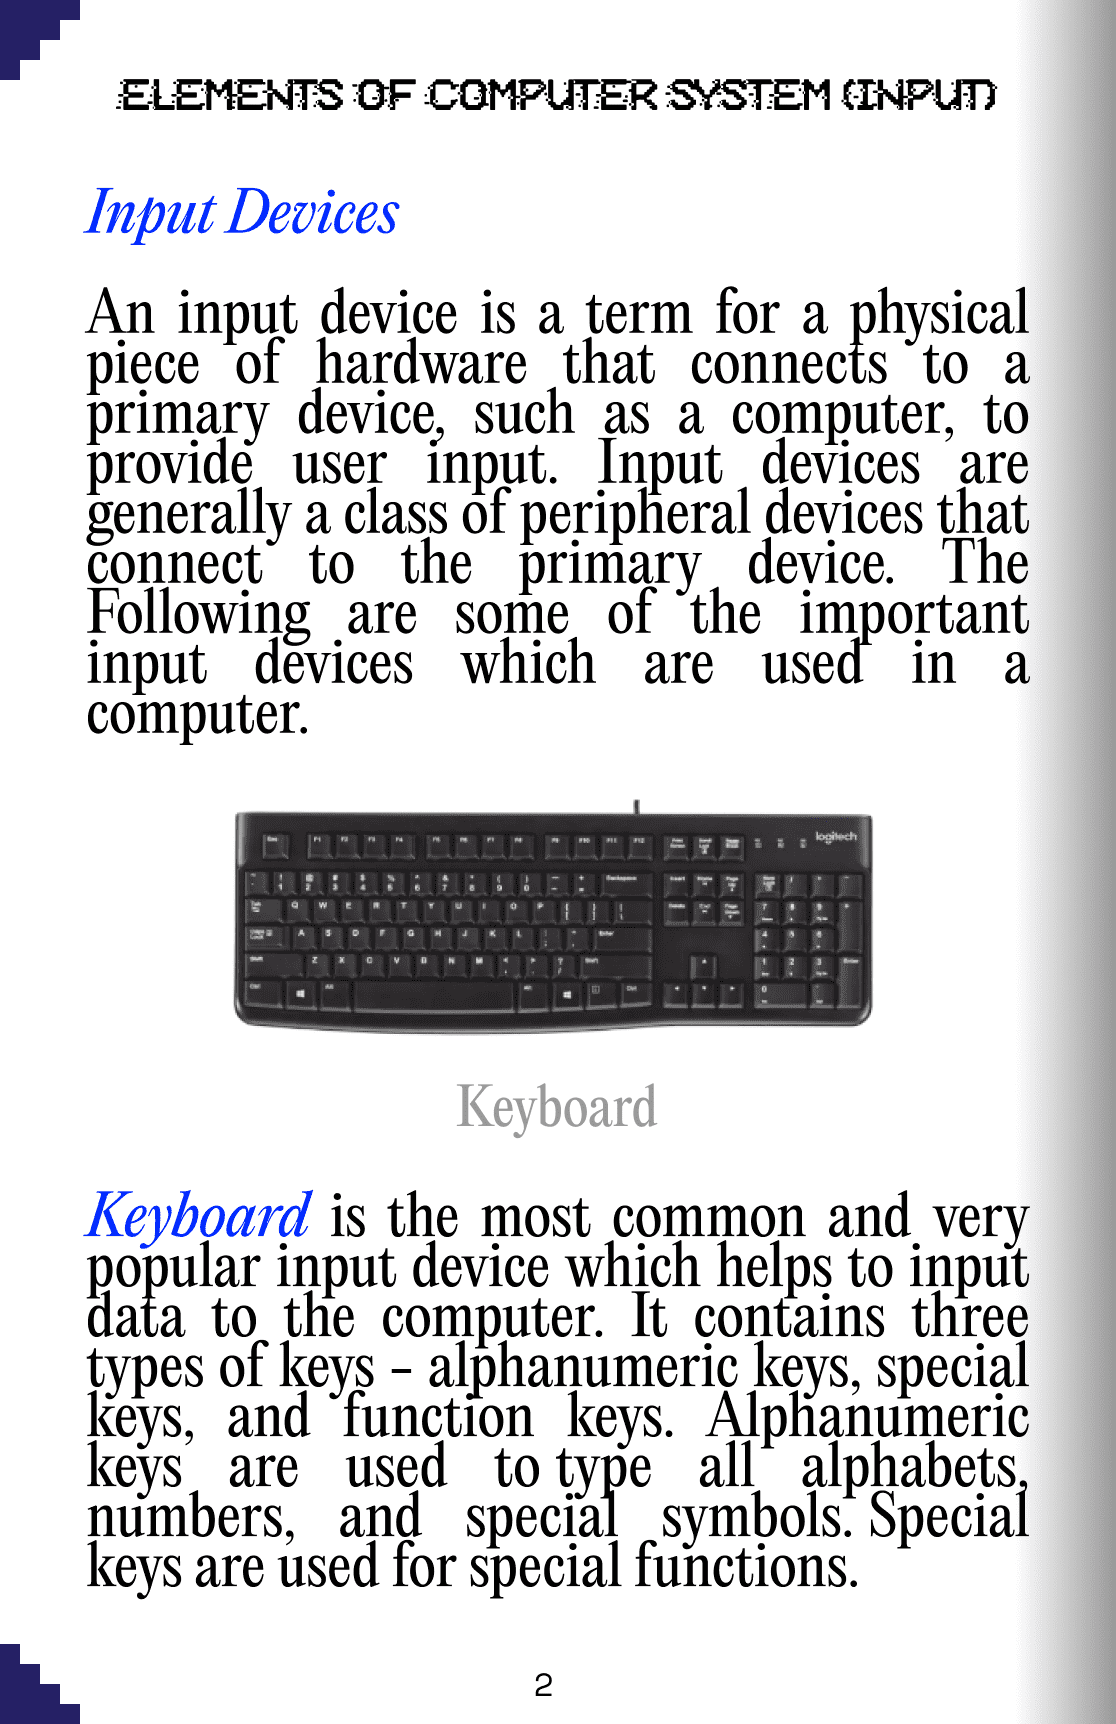 ELEMENTS OF COMPUTER SYSTEM (INPUT)
Input Devices
An input device is a term for a physical
piece of hardware that connects to a
primary device, such as a computer, to
provide user input. Input devices are
generally a class of peripheral devices that
connect to the primary device. The
Following are some of the important
input devices which are used in a
computer.
logitech
Keyboard
Keyboard is the most common and very
popular input device which helps to input
data to the computer. It contains three
types of keys – alphanumeric keys, special
keys, and function keys. Alphanumeric
keys are used to type all alphabets,
numbers, and special symbols. Special
keys are used for special functions.
2